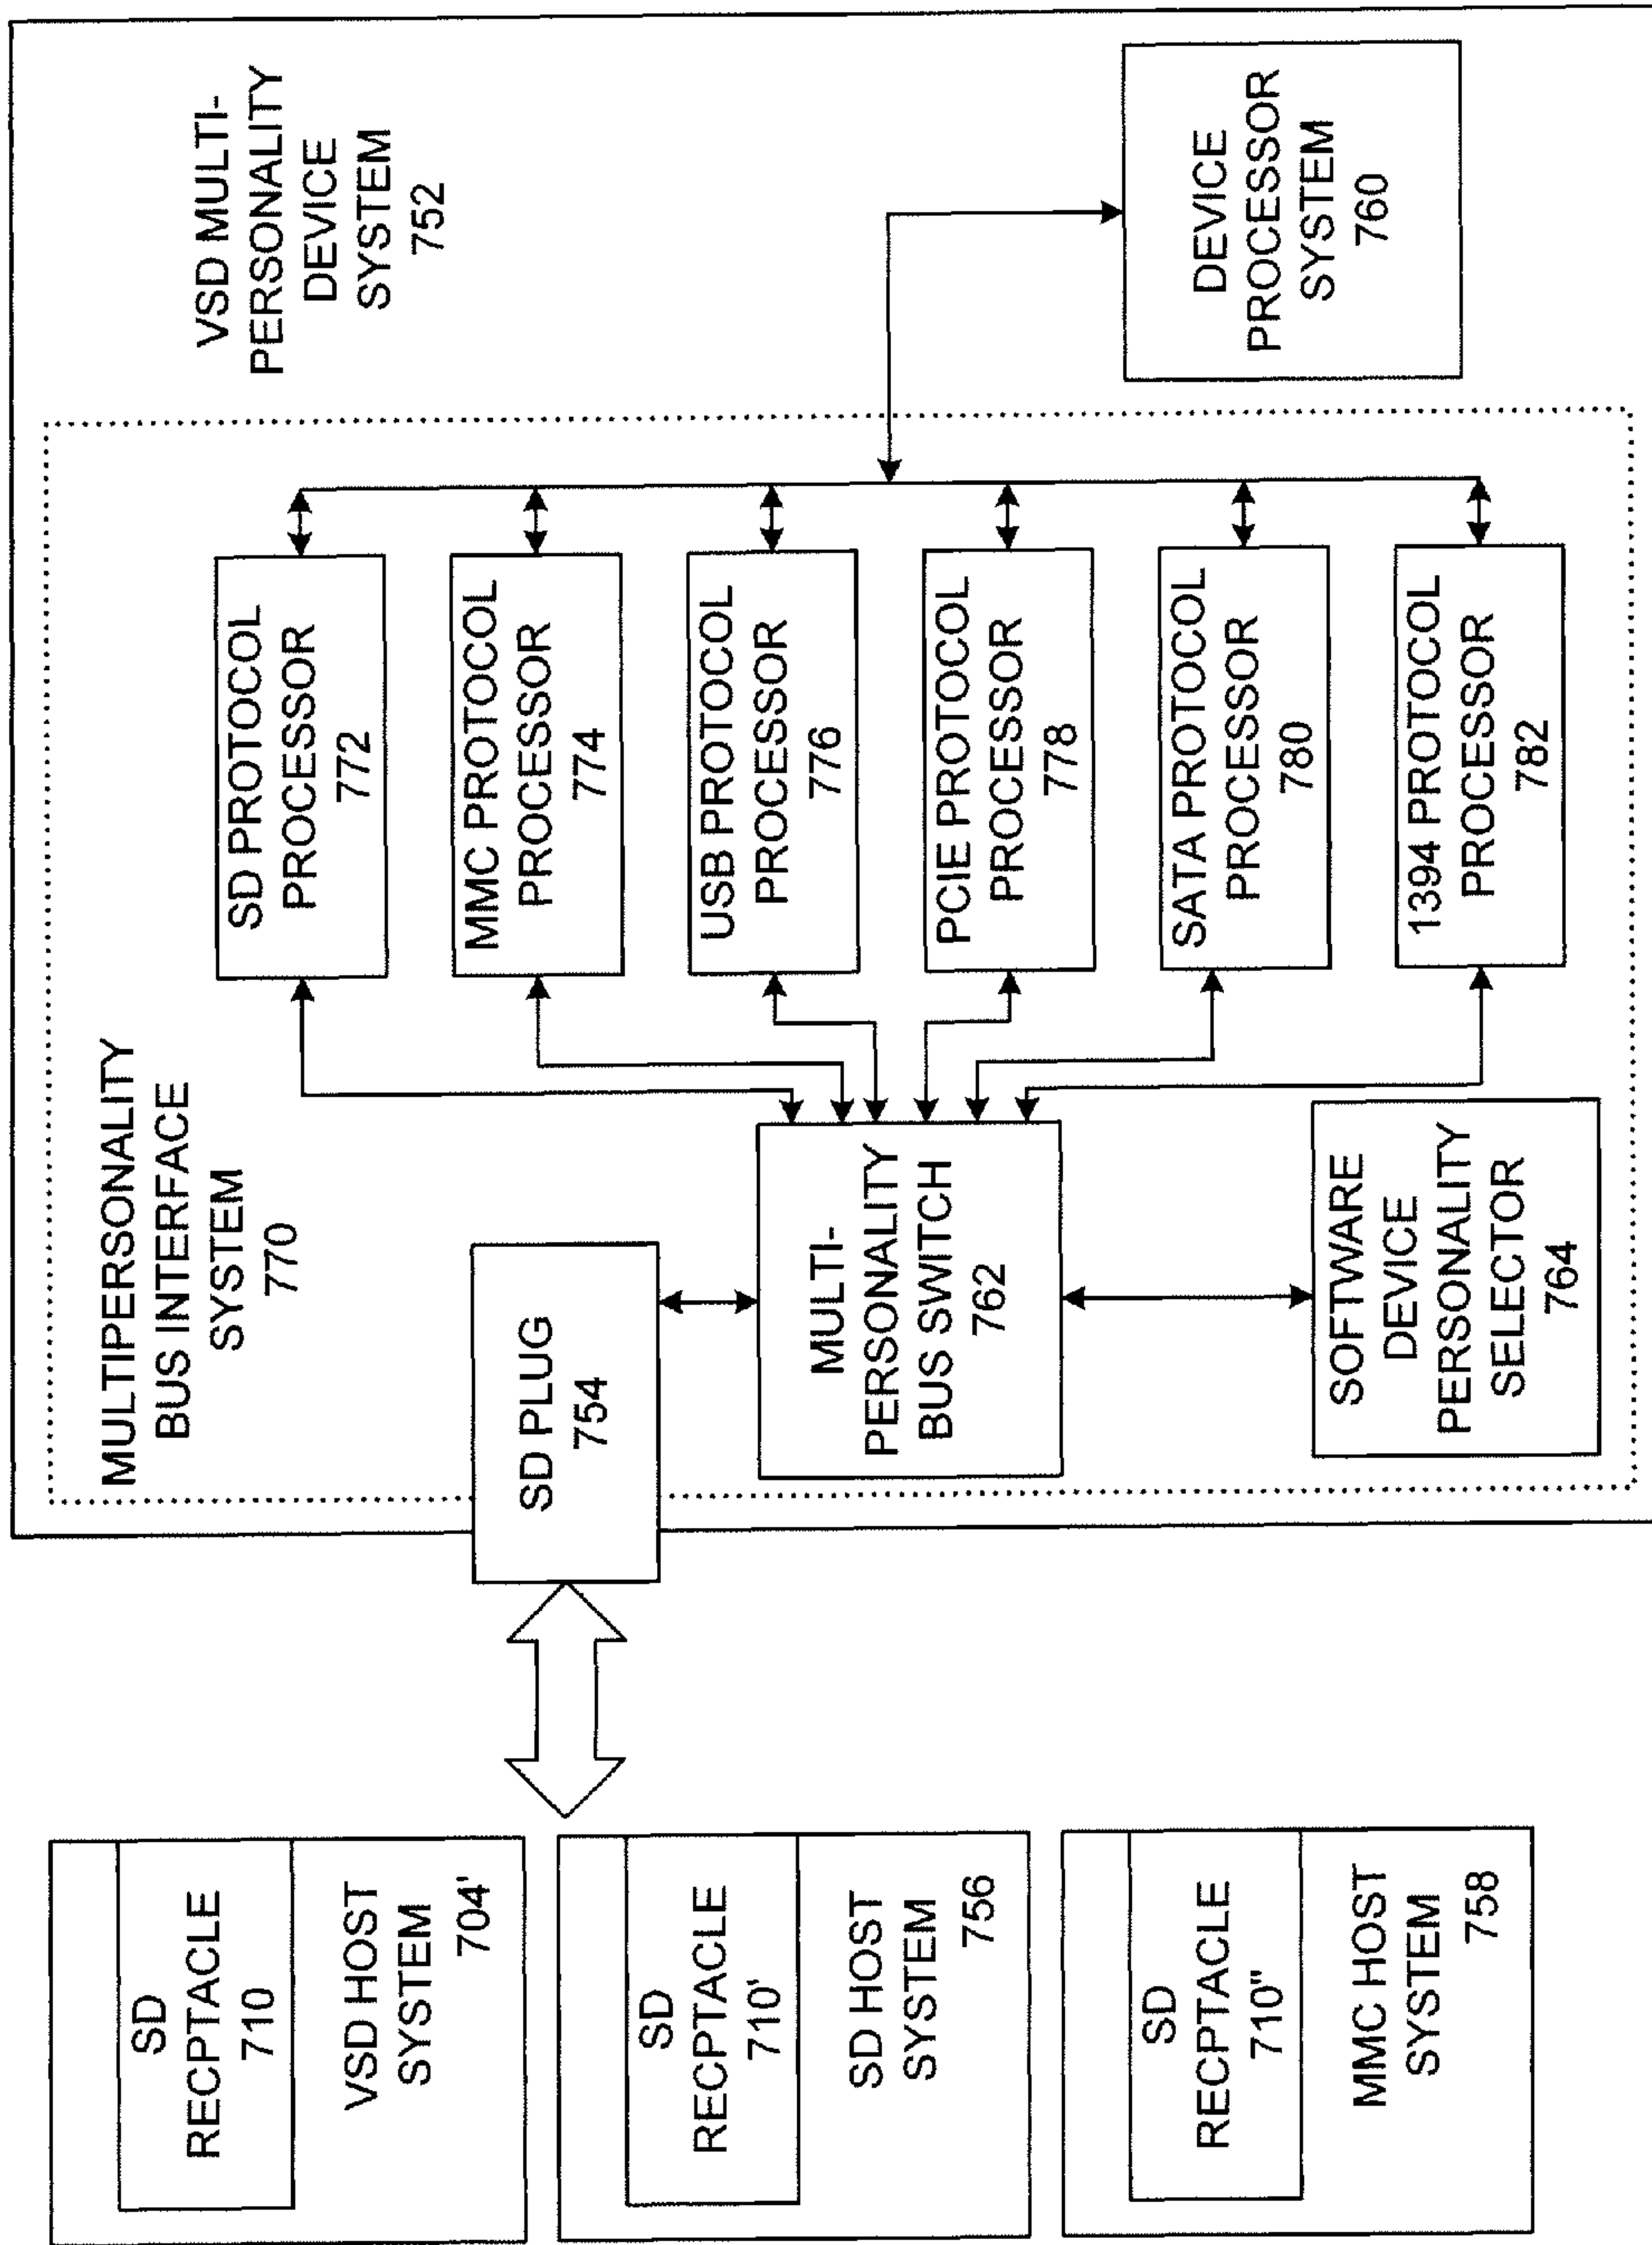 SD
RECPTACLE
710
VSD HOST
SYSTEM
704'
SD
RECPTACLE
710'
SD HOST
SYSTEM
756
SD
RECPTACLE
710"
MMC HOST
SYSTEM
758
MULTIPERSONALITY
BUS INTERFACE
SYSTEM
770
SD PLUG
754
MULTI-
PERSONALITY
BUS SWITCH
762
SOFTWARE
DEVICE
PERSONALITY
SELECTOR
764
SD PROTOCOL
PROCESSOR
772
MMC PROTOCOL
PROCESSOR
774
USB PROTOCOL
PROCESSOR
776
PCIE PROTOCOL
PROCESSOR
778
SATA PROTOCOL
PROCESSOR
780
1394 PROTOCOL
PROCESSOR
782
VSD MULTI-
PERSONALITY
DEVICE
SYSTEM
752
DEVICE
PROCESSOR
SYSTEM
760